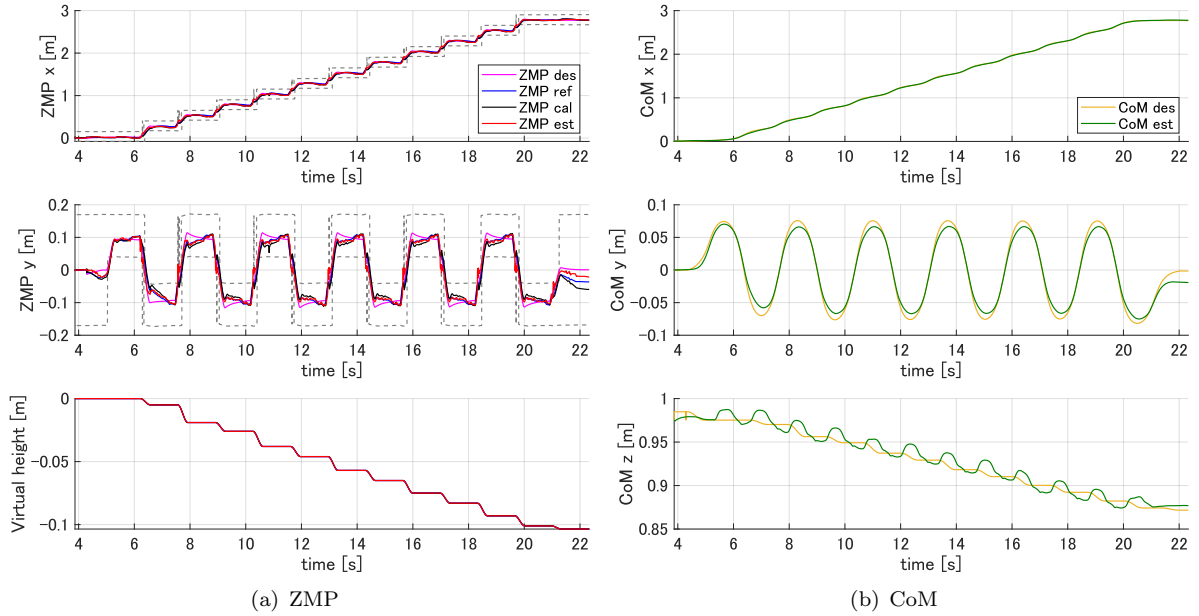 ZMP x [m]
3
2
1
0
4 6 8 10 12 14 16 18 20 22
time [s]
ZMP des
ZMP ref
ZMP cal
ZMP est
CoM x [m]
3
2
1
0
4 6 8 10 12 14 16 18 20 22
time [s]
CoM des
CoM est
ZMP y [m]
0.2
0.1
0
-0.1
-0.2
4 6 8 10 12 14 16 18 20 22
time [s]
CoM y [m]
0.1
0.05
0
-0.05
-0.1
4 6 8 10 12 14 16 18 20 22
time [s]
Virtual height [m]
0
-0.05
-0.1
4 6 8 10 12 14 16 18 20 22
time [s]
CoM z [m]
1
0.95
0.9
0.85
4 6 8 10 12 14 16 18 20 22
time [s]
(a) ZMP
(b) CoM